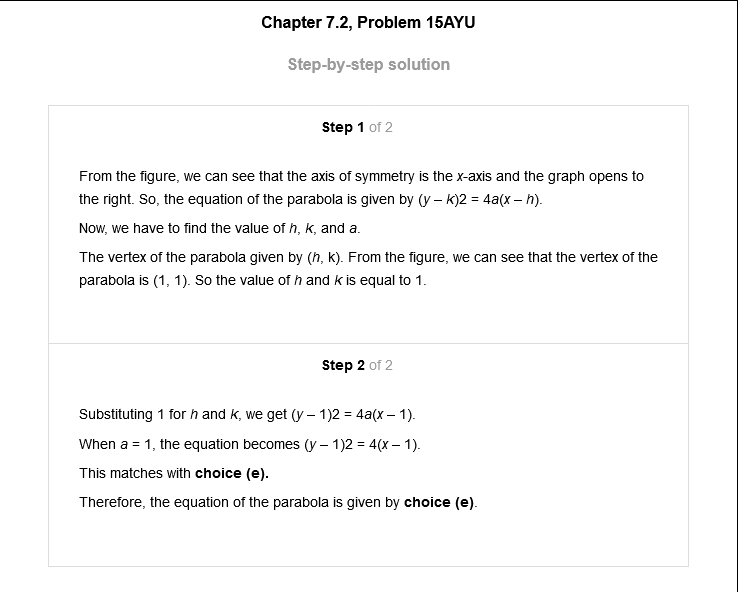 Chapter 7.2, Problem 15AYU
Step-by-step solution
Step 1 of 2
From the figure, we can see that the axis of symmetry is the x-axis and the graph opens to
the right. So, the equation of the parabola is given by (y – k)2 = 4a(x – h).
Now, we have to find the value of h, k, and a.
The vertex of the parabola given by (h, k). From the figure, we can see that the vertex of the
parabola is (1, 1). So the value of h and k is equal to 1.
Step 2 of 2
Substituting 1 for h and k, we get (y – 1)2 = 4a(x – 1).
When a = 1, the equation becomes (y – 1)2 = 4(x – 1).
This matches with choice (e).
Therefore, the equation of the parabola is given by choice (e).